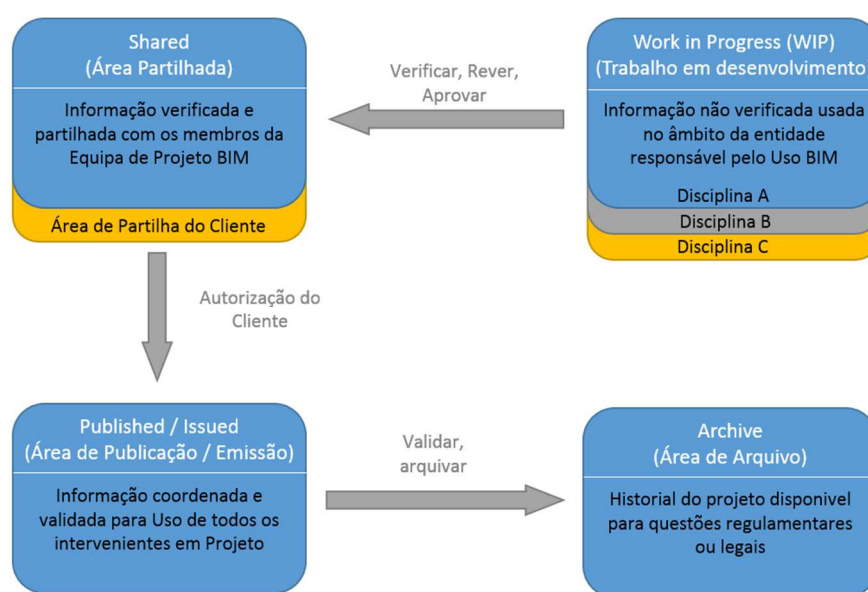 Shared
(Área Partilhada)
Informação verificada e
partilhada com os membros da
Equipa de Projeto BIM
Área de Partilha do Cliente
Verificar, Rever,
Aprovar
Work in Progress (WIP)
(Trabalho em desenvolvimento)
Informação não verificada usada
no âmbito da entidade
responsável pelo Uso BIM
Disciplina A
Disciplina B
Disciplina C
Autorização do
Cliente
Published / Issued
(Área de Publicação / Emissão)
Informação coordenada e
validada para Uso de todos os
intervenientes em Projeto
Validar,
arquivar
Archive
(Área de Arquivo)
Historial do projeto disponivel
para questões regulamentares
ou legais